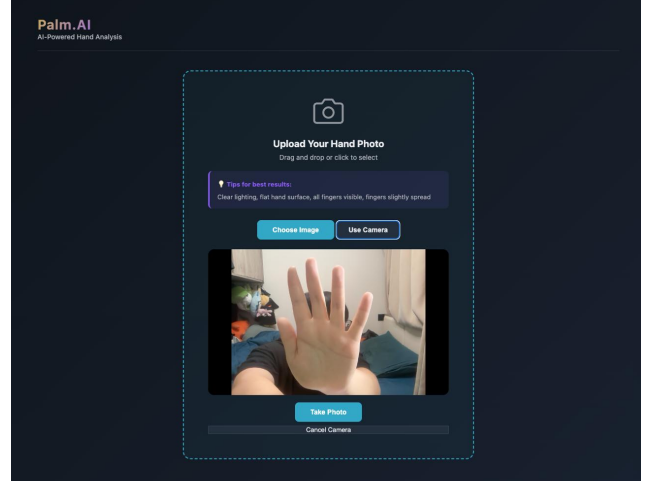 Palm.AI
AI-Powered Hand Analysis
Upload Your Hand Photo
Drag and drop or click to select
💡 Tips for best results:
Clear lighting, flat hand surface, all fingers visible, fingers slightly spread
Choose Image Use Camera
Take Photo
Cancel Camera